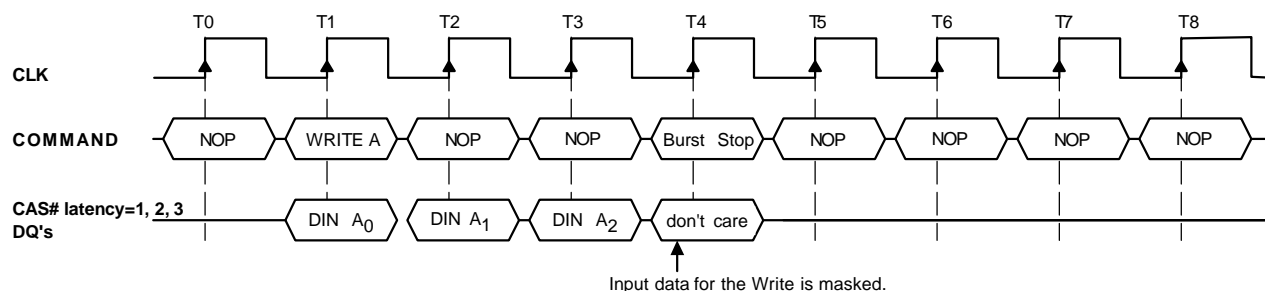 T0 T1 T2 T3 T4 T5 T6 T7 T8
CLK
COMMAND NOP WRITE A NOP NOP Burst Stop NOP NOP NOP NOP
CAS# latency=1, 2, 3
DQ's DIN A0 DIN A1 DIN A2 don't care
Input data for the Write is masked.